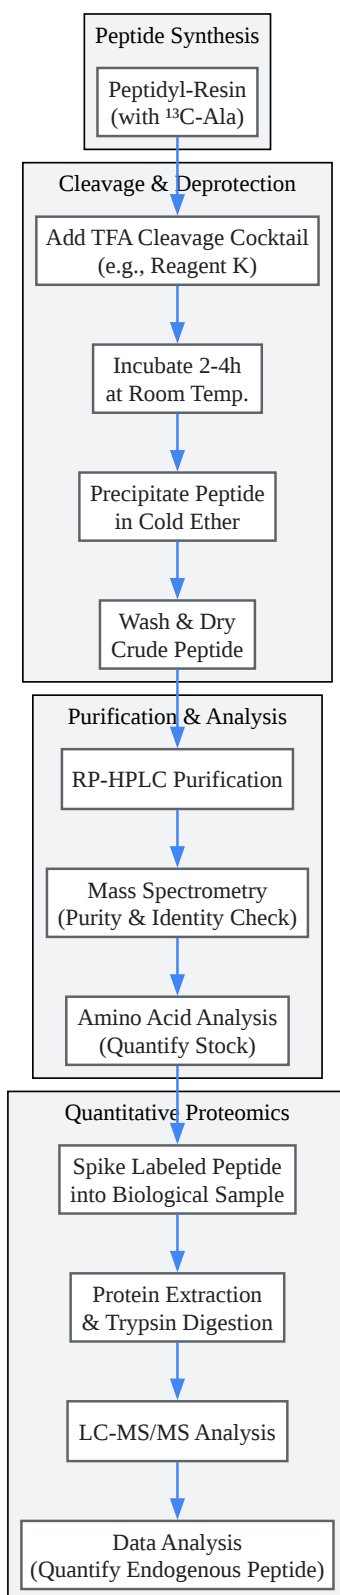 Peptide Synthesis
Peptidyl-Resin
(with ¹³C-Ala)
Cleavage & Deprotection
Add TFA Cleavage Cocktail
(e.g., Reagent K)
Incubate 2-4h
at Room Temp.
Precipitate Peptide
in Cold Ether
Wash & Dry
Crude Peptide
Purification & Analysis
RP-HPLC Purification
Mass Spectrometry
(Purity & Identity Check)
Amino Acid Analysis
(Quantify Stock)
Quantitative Proteomics
Spike Labeled Peptide
into Biological Sample
Protein Extraction
& Trypsin Digestion
LC-MS/MS Analysis
Data Analysis
(Quantify Endogenous Peptide)